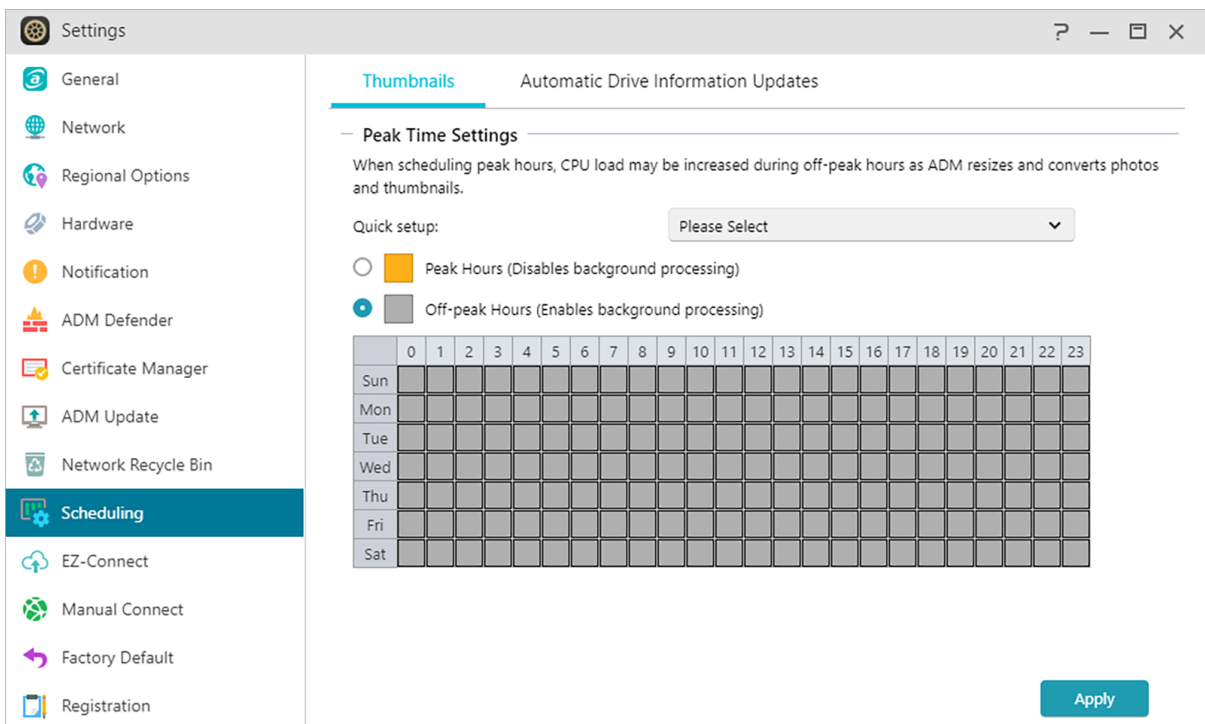 Settings
General
Network
Regional Options
Hardware
Notification
ADM Defender
Certificate Manager
ADM Update
Network Recycle Bin
Scheduling
EZ-Connect
Manual Connect
Factory Default
Registration
Thumbnails Automatic Drive Information Updates
Peak Time Settings
When scheduling peak hours, CPU load may be increased during off-peak hours as ADM resizes and converts photos
and thumbnails.
Quick setup: Please Select
Peak Hours (Disables background processing)
Off-peak Hours (Enables background processing)
0 1 2 3 4 5 6 7 8 9 10 11 12 13 14 15 16 17 18 19 20 21 22 23
Sun
Mon
Tue
Wed
Thu
Fri
Sat
Apply